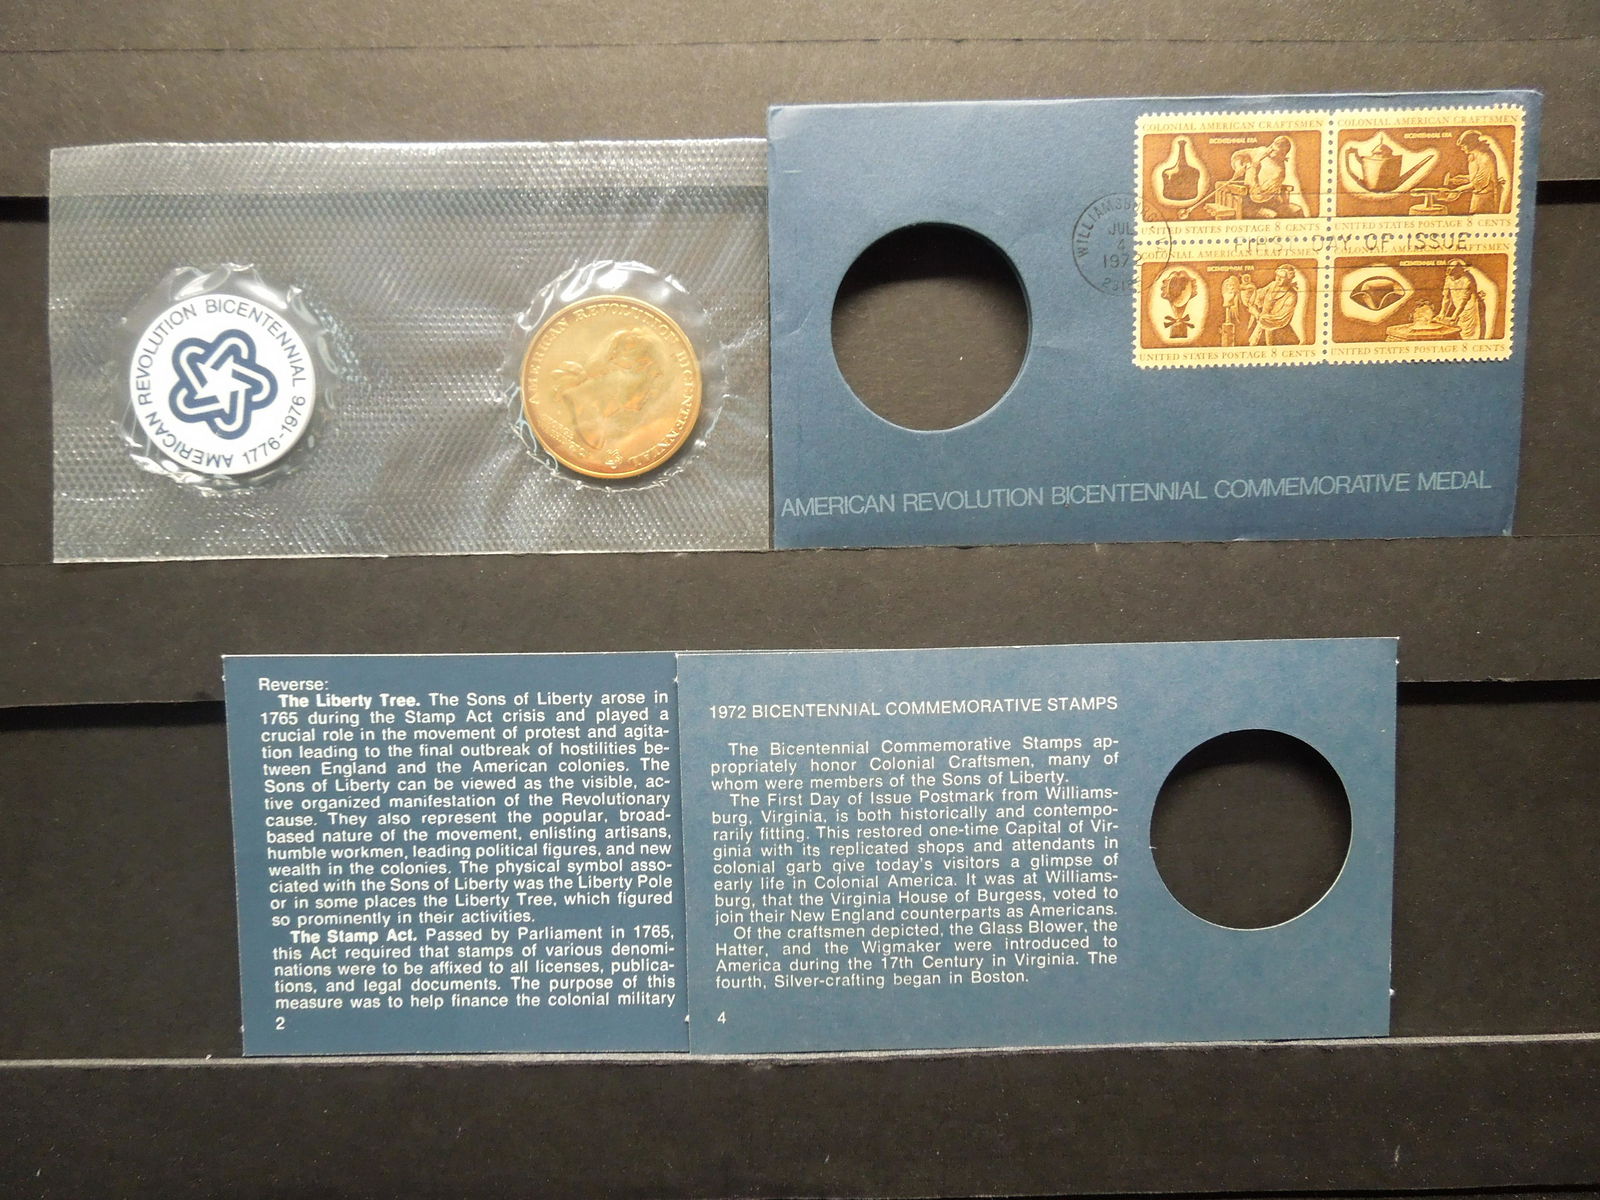 AMERICAN REVOLUTION BICENTENNIAL 1776-1976
AMERICAN REVOLUTION BICENTENNIAL
COLONIAL AMERICAN CRAFTSMEN
BICENTENNIAL ERA
UNITED STATES POSTAGE 8 CENTS
COLONIAL AMERICAN CRAFTSMEN
BICENTENNIAL ERA
UNITED STATES POSTAGE 8 CENTS
COLONIAL AMERICAN CRAFTSMEN
BICENTENNIAL ERA
UNITED STATES POSTAGE 8 CENTS
COLONIAL AMERICAN CRAFTSMEN
BICENTENNIAL ERA
UNITED STATES POSTAGE 8 CENTS
WILLIAMSBURG
JUL
4
1972
FIRST DAY OF ISSUE
AMERICAN REVOLUTION BICENTENNIAL COMMEMORATIVE MEDAL
Reverse:
The Liberty Tree. The Sons of Liberty arose in
1765 during the Stamp Act crisis and played a
crucial role in the movement of protest and agita-
tion leading to the final outbreak of hostilities be-
tween England and the American colonies. The
Sons of Liberty can be viewed as the visible, ac-
tive organized manifestation of the Revolutionary
cause. They also represent the popular, broad-
based nature of the movement, enlisting artisans,
humble workmen, leading political figures, and new
wealth in the colonies. The physical symbol asso-
ciated with the Sons of Liberty was the Liberty Pole
or in some places the Liberty Tree, which figured
so prominently in their activities.
The Stamp Act. Passed by Parliament in 1765,
this Act required that stamps of various denomi-
nations were to be affixed to all licenses, publica-
tions, and legal documents. The purpose of this
measure was to help finance the colonial military
2
1972 BICENTENNIAL COMMEMORATIVE STAMPS
The Bicentennial Commemorative Stamps ap-
propriately honor Colonial Craftsmen, many of
whom were members of the Sons of Liberty.
The First Day of Issue Postmark from Williams-
burg, Virginia, is both historically and contempo-
rarily fitting. This restored one-time Capital of Vir-
ginia with its replicated shops and attendants in
colonial garb give today's visitors a glimpse of
early life in Colonial America. It was at Williams-
burg, that the Virginia House of Burgess, voted to
join their New England counterparts as Americans.
Of the craftsmen depicted, the Glass Blower, the
Hatter, and the Wigmaker were introduced to
America during the 17th Century in Virginia. The
fourth, Silver-crafting began in Boston.
4